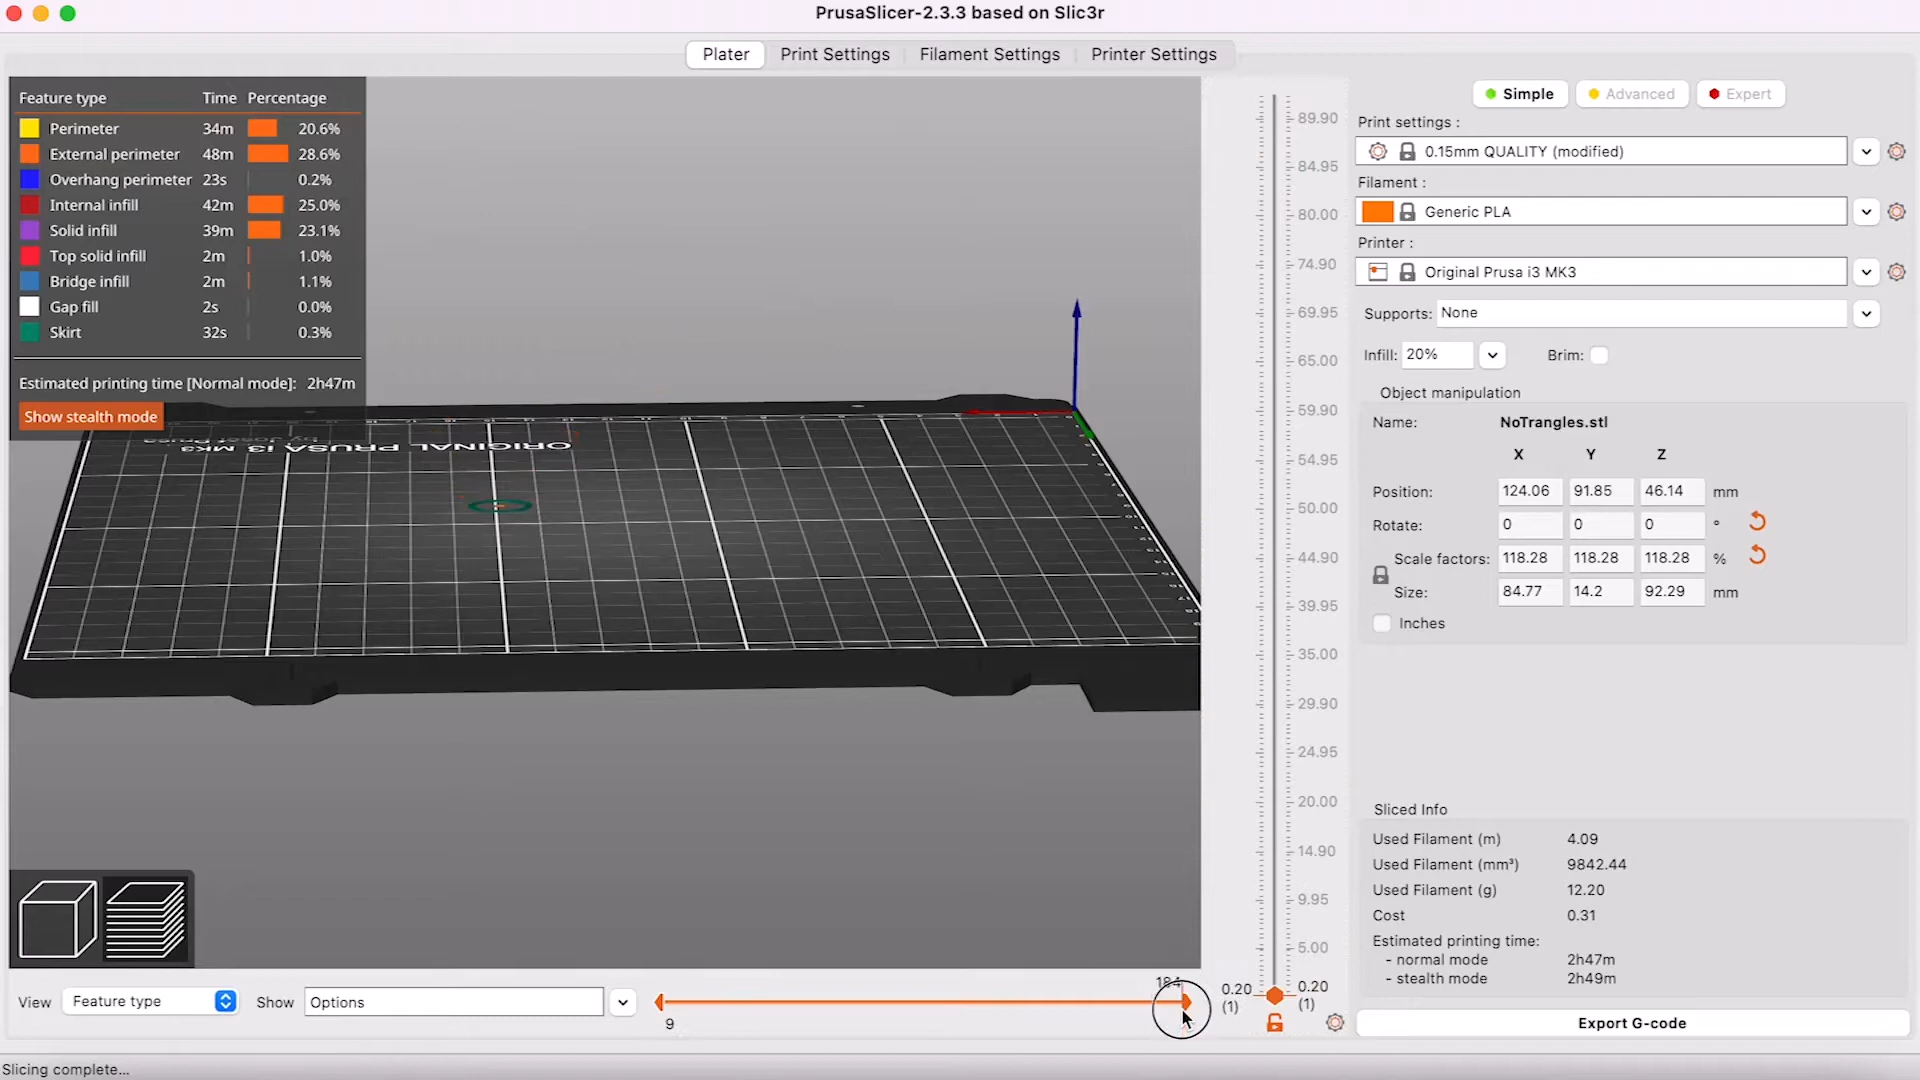 PrusaSlicer-2.3.3 based on Slic3r
Plater Print Settings Filament Settings Printer Settings
Feature type Time Percentage
Perimeter 34m 20.6%
External perimeter 48m 28.6%
Overhang perimeter 23s 0.2%
Internal infill 42m 25.0%
Solid infill 39m 23.1%
Top solid infill 2m 1.0%
Bridge infill 2m 1.1%
Gap fill 2s 0.0%
Skirt 32s 0.3%
Estimated printing time [Normal mode]: 2h47m
Show stealth mode
ORIGINAL PRUSA i3 MK3
by Josef Prusa
89.90
84.95
80.00
74.90
69.95
65.00
59.90
54.95
50.00
44.90
39.95
35.00
29.90
24.95
20.00
14.90
9.95
5.00
0.20
(1)
0.20
(1)
Simple Advanced Expert
Print settings :
0.15mm QUALITY (modified)
Filament :
Generic PLA
Printer :
Original Prusa i3 MK3
Supports: None
Infill: 20% Brim:
Object manipulation
Name: NoTrangles.stl
X Y Z
Position: 124.06 91.85 46.14 mm
Rotate: 0 0 0 °
Scale factors: 118.28 118.28 118.28 %
Size: 84.77 14.2 92.29 mm
Inches
Sliced Info
Used Filament (m) 4.09
Used Filament (mm³) 9842.44
Used Filament (g) 12.20
Cost 0.31
Estimated printing time:
- normal mode 2h47m
- stealth mode 2h49m
Export G-code
View Feature type Show Options
184
9
Slicing complete...